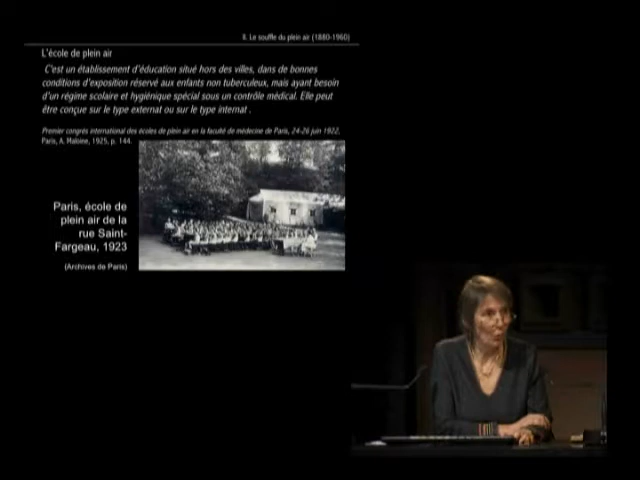 II. Le souffle du plein air (1880-1960)
L'école de plein air
C'est un établissement d'éducation situé hors des villes, dans de bonnes
conditions d'exposition réservé aux enfants non tuberculeux, mais ayant besoin
d'un régime scolaire et hygiénique spécial sous un contrôle médical. Elle peut
être conçue sur le type externat ou sur le type internat .
Premier congrès international des écoles de plein air en la faculté de médecine de Paris, 24-26 juin 1922,
Paris, A. Maloine, 1925, p. 144.
Paris, école de
plein air de la
rue Saint-
Fargeau, 1923
(Archives de Paris)